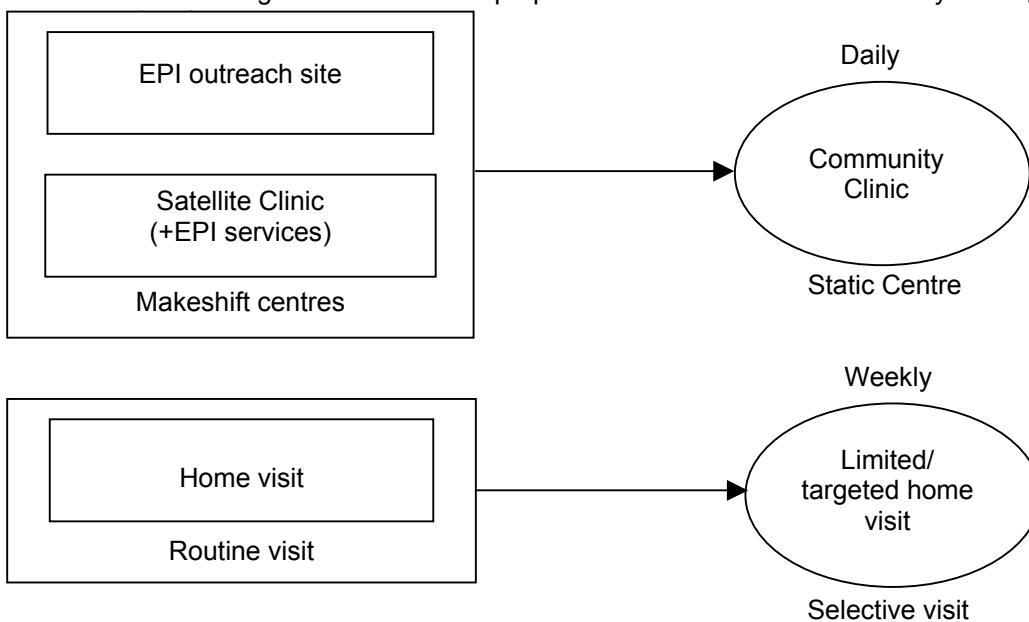 EPI outreach site
Satellite Clinic
(+EPI services)
Makeshift centres
Daily
Community
Clinic
Static Centre
Home visit
Routine visit
Weekly
Limited/
targeted home
visit
Selective visit